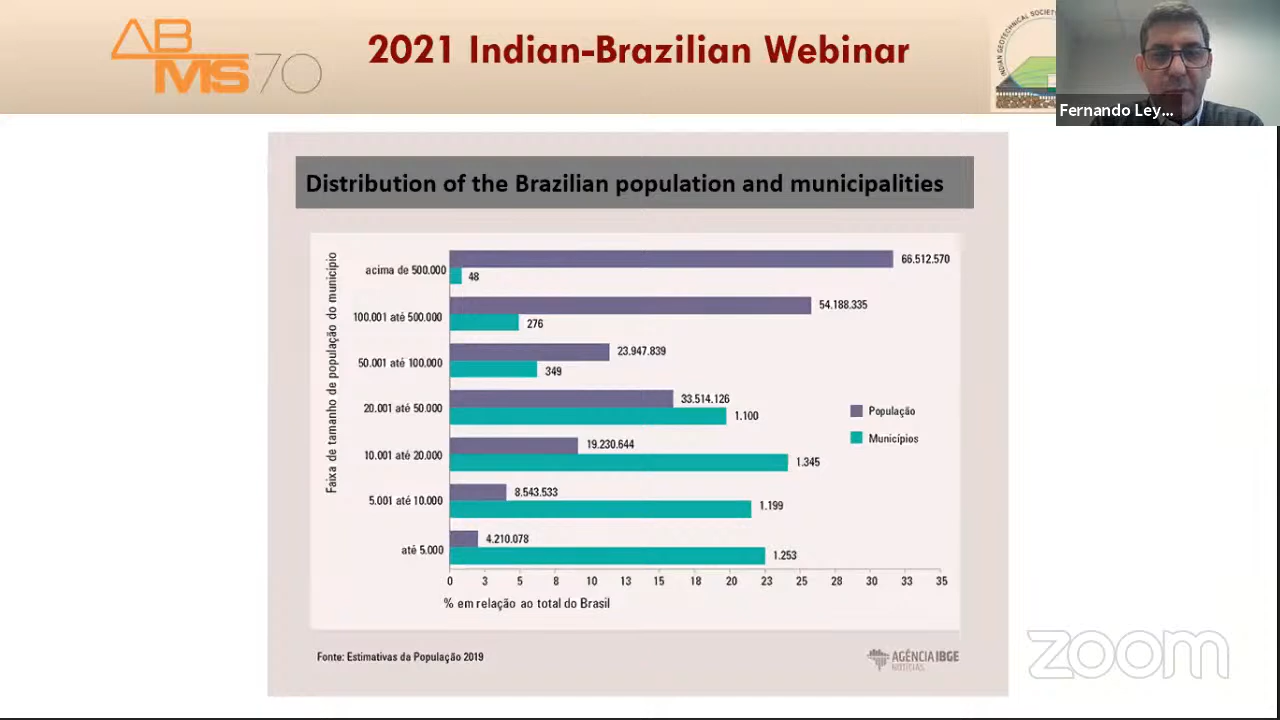 AB
MS70
2021 Indian-Brazilian Webinar
INDIAN GEOTECHNICAL SOCIETY
Fernando Ley...
Distribution of the Brazilian population and municipalities
Faixa de tamanho de população do município
acima de 500.000
66.512.570
48
100.001 até 500.000
54.188.335
276
50.001 até 100.000
23.947.839
349
20.001 até 50.000
33.514.126
1.100
10.001 até 20.000
19.230.644
1.345
5.001 até 10.000
8.543.533
1.199
até 5.000
4.210.078
1.253
População
Municípios
0 3 5 8 10 13 15 18 20 23 25 28 30 33 35
% em relação ao total do Brasil
Fonte: Estimativas da População 2019
AGÊNCIA IBGE
NOTÍCIAS
zoom